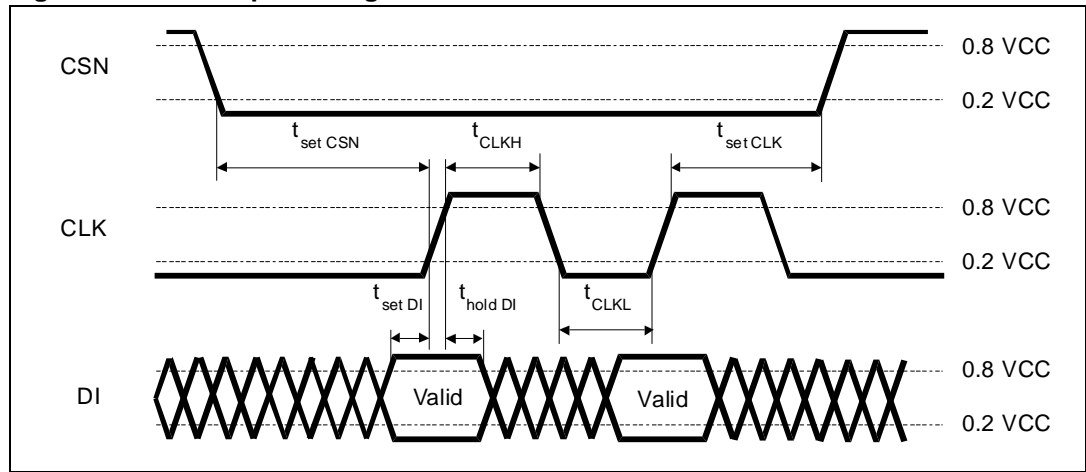 CSN
0.8 VCC
0.2 VCC
t set CSN
t CLKH
t set CLK
CLK
0.8 VCC
0.2 VCC
t set DI
t hold DI
t CLKL
DI
Valid
Valid
0.8 VCC
0.2 VCC